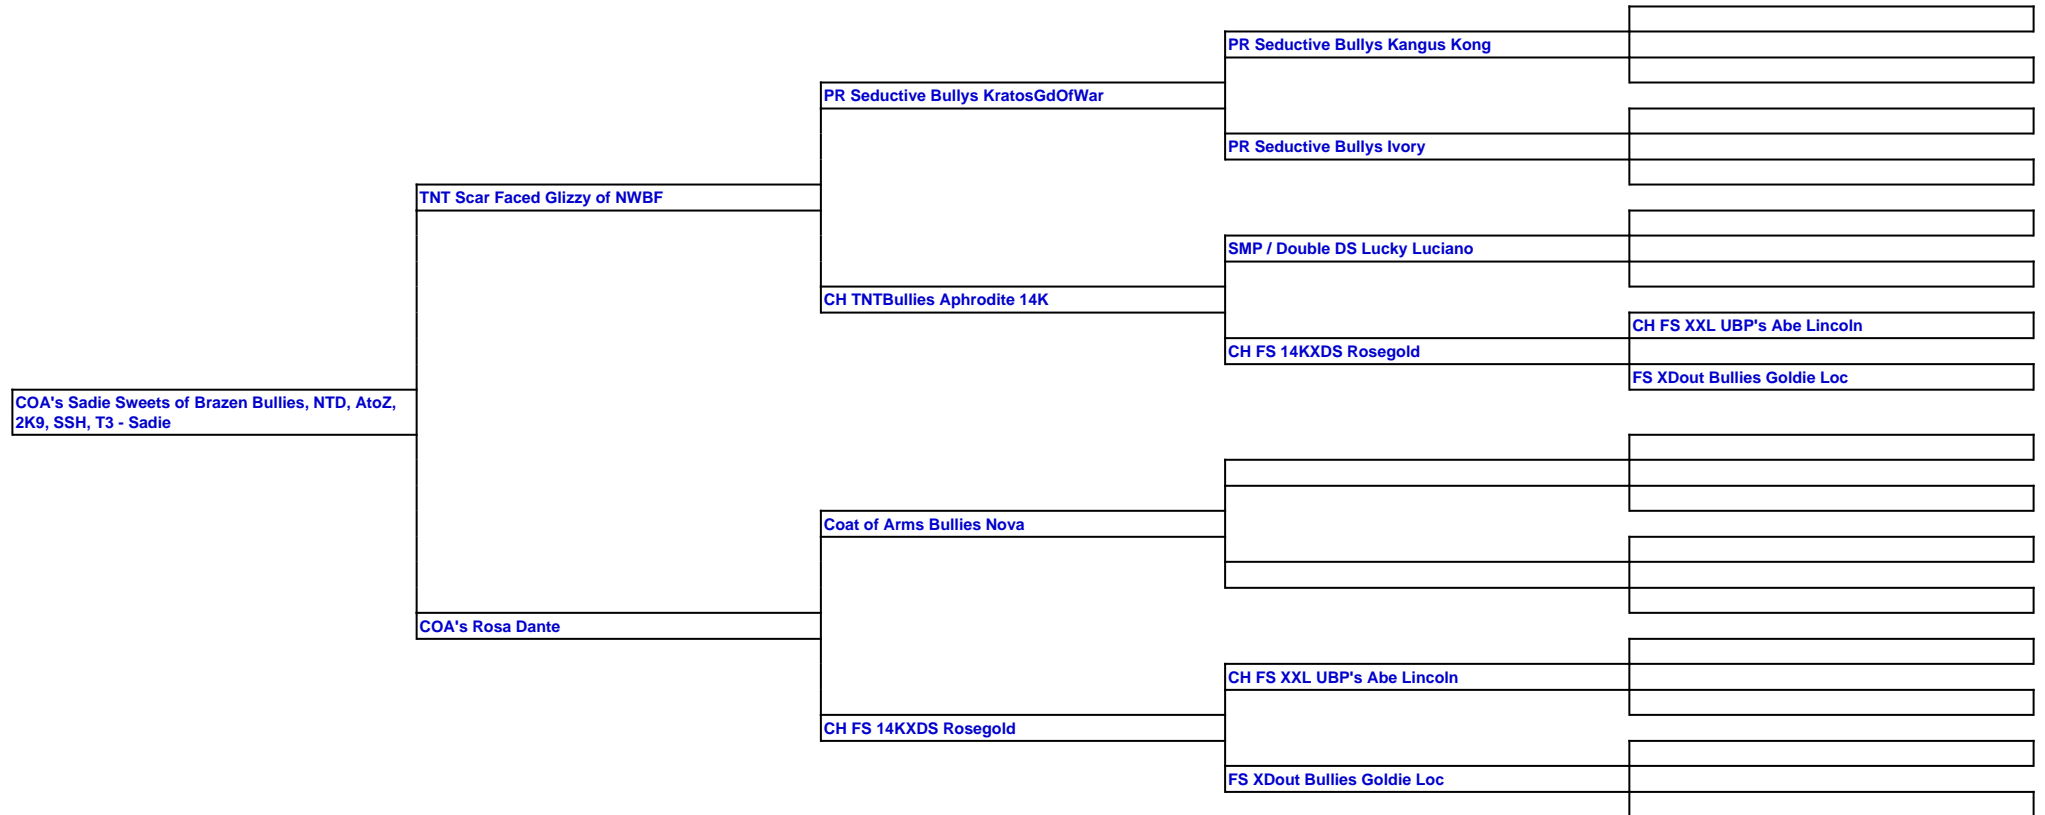 PR Seductive Bullys Kangus Kong
PR Seductive Bullys KratosGdOfWar
PR Seductive Bullys Ivory
TNT Scar Faced Glizzy of NWBF
SMP / Double DS Lucky Luciano
CH TNTBullies Aphrodite 14K
CH FS XXL UBP's Abe Lincoln
CH FS 14KXDS Rosegold
FS XDout Bullies Goldie Loc
COA's Sadie Sweets of Brazen Bullies, NTD, AtoZ,
2K9, SSH, T3 - Sadie
Coat of Arms Bullies Nova
COA's Rosa Dante
CH FS XXL UBP's Abe Lincoln
CH FS 14KXDS Rosegold
FS XDout Bullies Goldie Loc